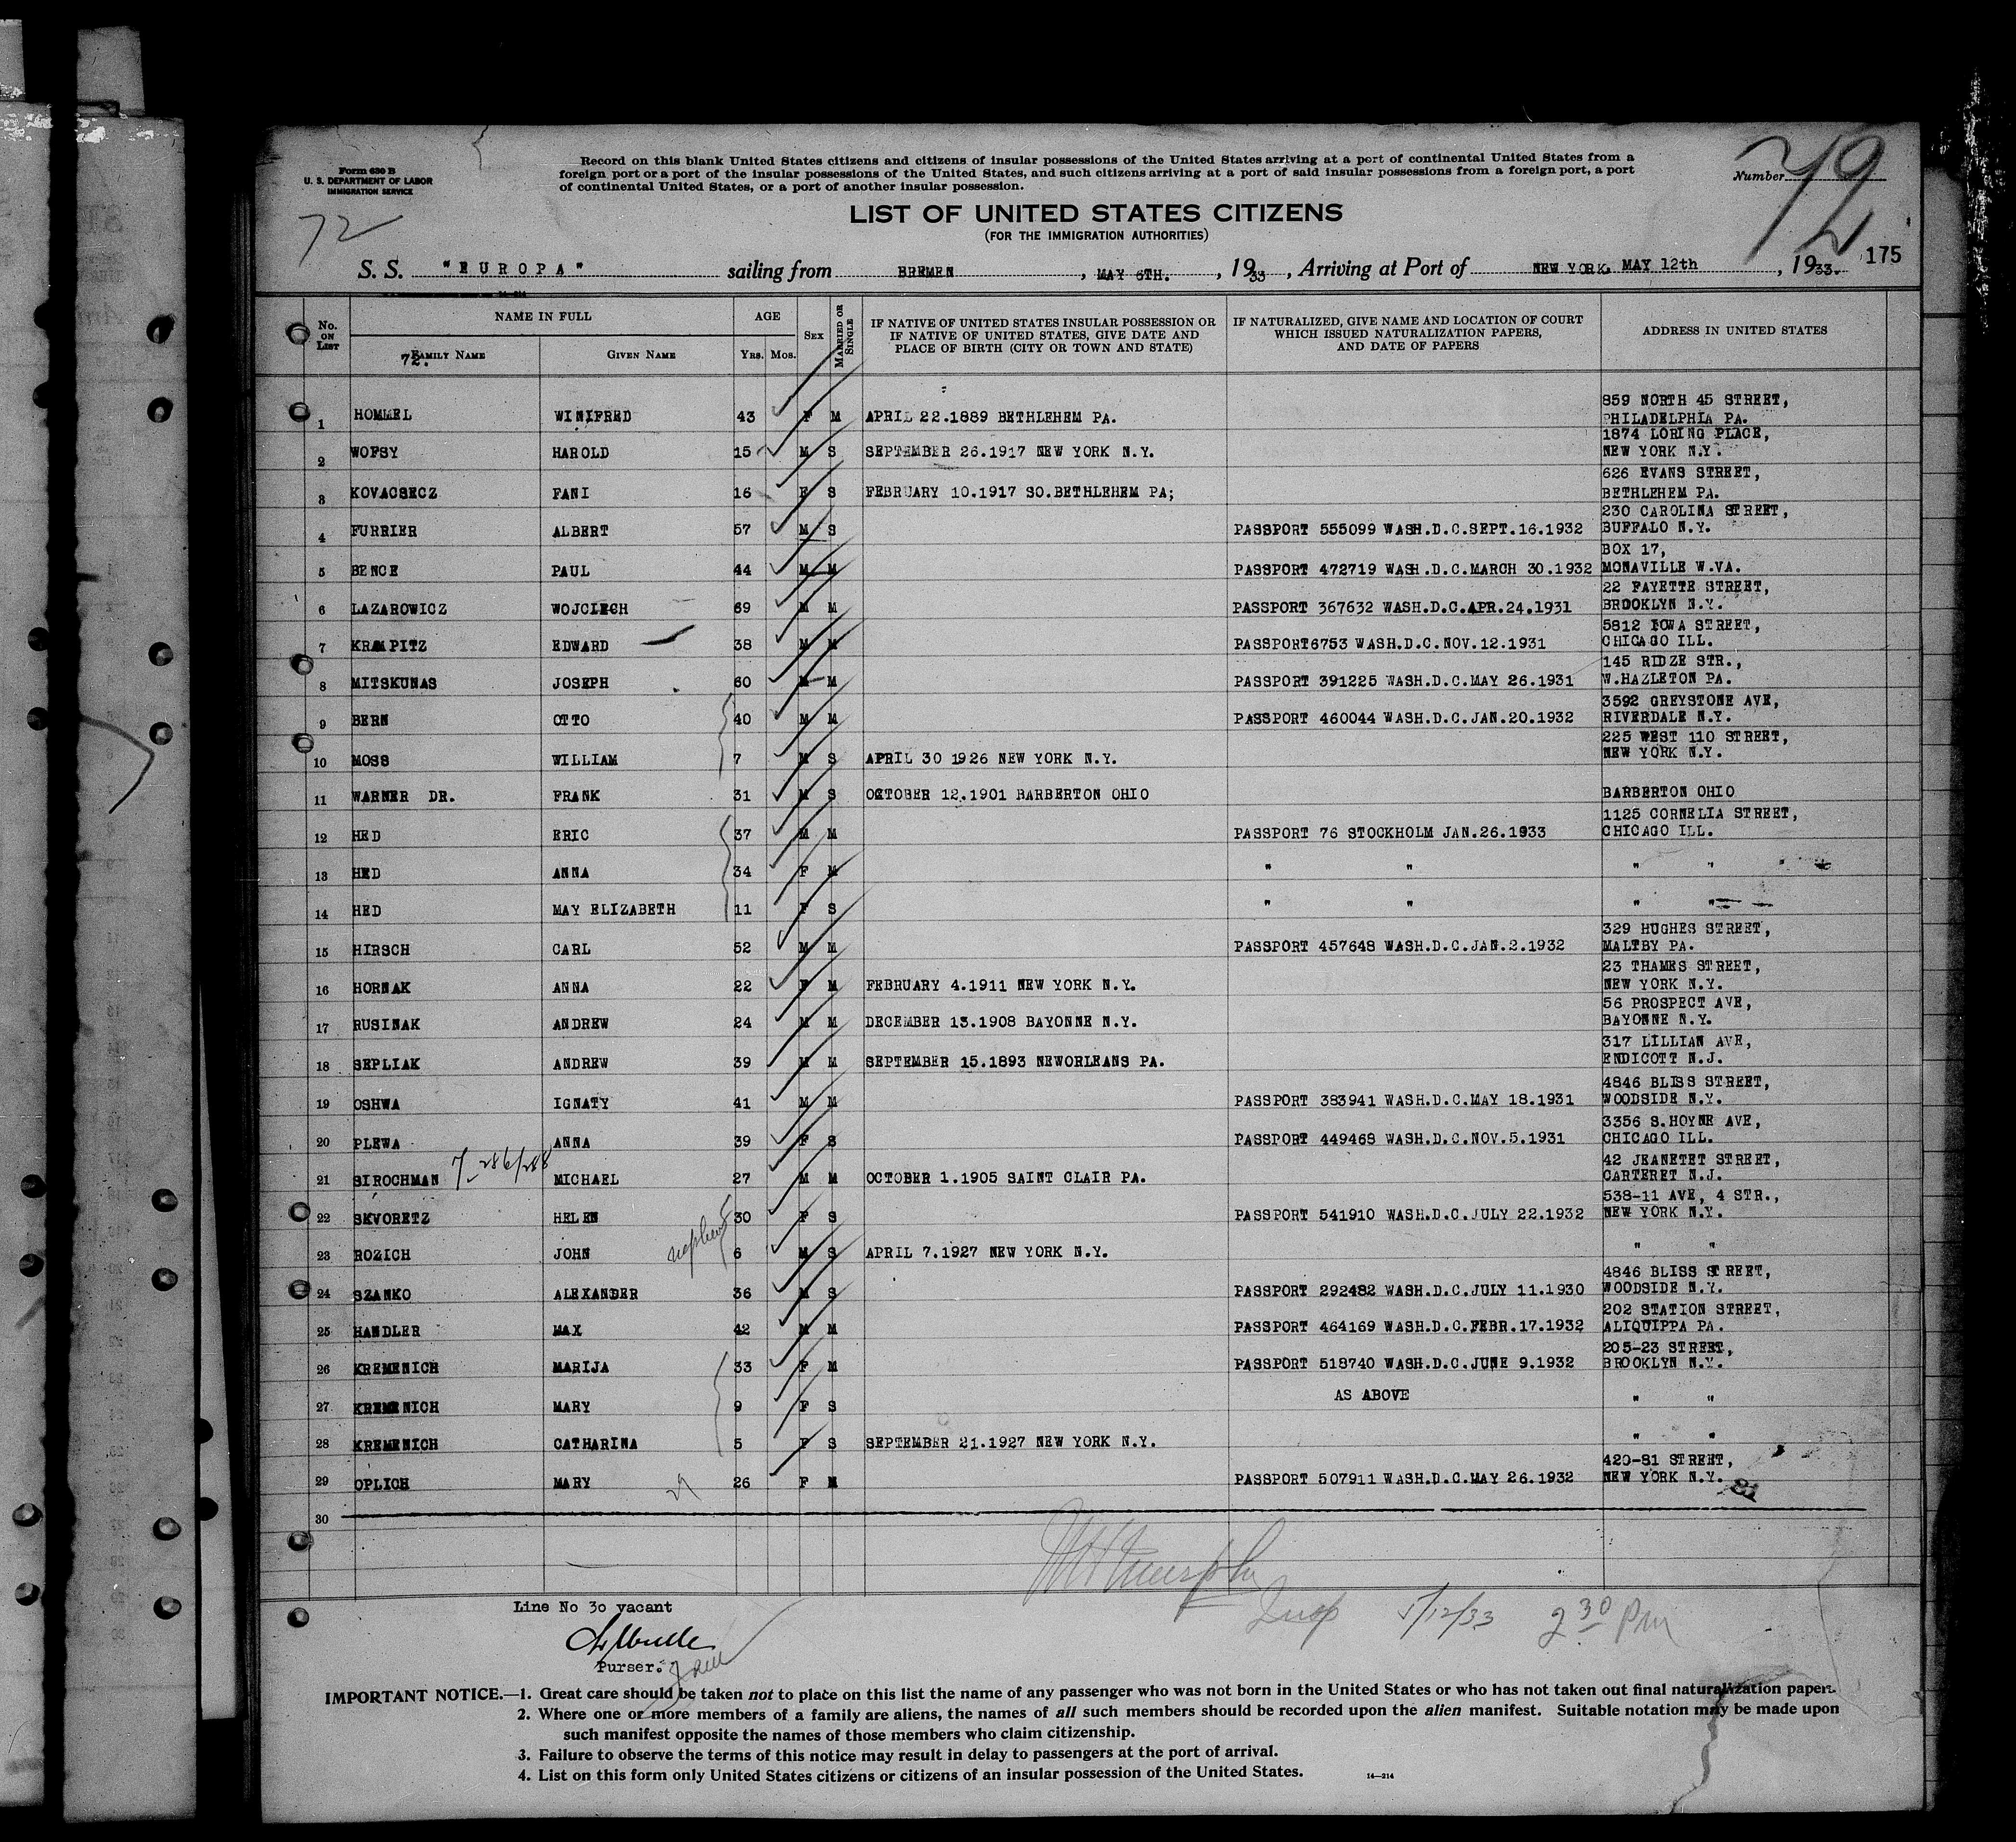 Form 630 B
U. S. DEPARTMENT OF LABOR
IMMIGRATION SERVICE
Record on this blank United States citizens and citizens of insular possessions of the United States arriving at a port of continental United States from a
foreign port or a port of the insular possessions of the United States, and such citizens arriving at a port of said insular possessions from a foreign port, a port
of continental United States, or a port of another insular possession.
Number 72
72
LIST OF UNITED STATES CITIZENS
(FOR THE IMMIGRATION AUTHORITIES)
175
S. S. "EUROPA" sailing from BREMEN, MAY 6TH., 1933, Arriving at Port of NEW YORK, MAY 12th, 1933.
No. ON LIST
NAME IN FULL
72. FAMILY NAME
GIVEN NAME
AGE
Yrs. Mos.
SEX
MARRIED OR SINGLE
IF NATIVE OF UNITED STATES INSULAR POSSESSION OR
IF NATIVE OF UNITED STATES, GIVE DATE AND
PLACE OF BIRTH (CITY OR TOWN AND STATE)
IF NATURALIZED, GIVE NAME AND LOCATION OF COURT
WHICH ISSUED NATURALIZATION PAPERS,
AND DATE OF PAPERS
ADDRESS IN UNITED STATES
1 HOMMEL WINIFRED 43 F M APRIL 22.1889 BETHLEHEM PA. 859 NORTH 45 STREET, PHILADELPHIA PA.
2 WOFSY HAROLD 15 M S SEPTEMBER 26.1917 NEW YORK N.Y. 1874 LORING PLACE, NEW YORK N.Y.
3 KOVACSECZ FANI 16 F S FEBRUARY 10.1917 SO.BETHLEHEM PA; 626 EVANS STREET, BETHLEHEM PA.
4 FURRIER ALBERT 57 M S PASSPORT 555099 WASH.D.C.SEPT.16.1932 230 CAROLINA STREET, BUFFALO N.Y.
5 BENCE PAUL 44 M M PASSPORT 472719 WASH.D.C.MARCH 30.1932 BOX 17, MONAVILLE W.VA.
6 LAZAROWICZ WOJCIECH 69 M M PASSPORT 367632 WASH.D.C.APR.24.1931 22 FAYETTE STREET, BROOKLYN N.Y.
7 KRAMPITZ EDWARD 38 M M PASSPORT6753 WASH.D.C.NOV.12.1931 5812 IOWA STREET, CHICAGO ILL.
8 MITSKUNAS JOSEPH 60 M M PASSPORT 391225 WASH.D.C.MAY 26.1931 145 RIDZE STR., W.HAZLETON PA.
9 BERN OTTO 40 M M PASSPORT 460044 WASH.D.C.JAN.20.1932 3592 GREYSTONE AVE, RIVERDALE N.Y.
10 MOSS WILLIAM 7 M S APRIL 30 1926 NEW YORK N.Y. 225 WEST 110 STREET, NEW YORK N.Y.
11 WARNER DR. FRANK 31 M S OCTOBER 12.1901 BARBERTON OHIO BARBERTON OHIO
12 HED ERIC 37 M M PASSPORT 76 STOCKHOLM JAN.26.1933 1125 CORNELIA STREET, CHICAGO ILL.
13 HED ANNA 34 F M " " " "
14 HED MAY ELIZABETH 11 F S " " " "
15 HIRSCH CARL 52 M M PASSPORT 457648 WASH.D.C.JAN.2.1932 329 HUGHES STREET, MALTBY PA.
16 HORNAK ANNA 22 F M FEBRUARY 4.1911 NEW YORK N.Y. 23 THAMES STREET, NEW YORK N.Y.
17 RUSINAK ANDREW 24 M M DECEMBER 13.1908 BAYONNE N.Y. 56 PROSPECT AVE, BAYONNE N.Y.
18 SEPLIAK ANDREW 39 M M SEPTEMBER 15.1893 NEWORLEANS PA. 317 LILLIAN AVE, ENDICOTT N.J.
19 OSHWA IGNATY 41 M M PASSPORT 383941 WASH.D.C.MAY 18.1931 4846 BLISS STREET, WOODSIDE N.Y.
20 PLEWA ANNA 39 F S PASSPORT 449468 WASH.D.C.NOV.5.1931 3356 S.HOYNE AVE, CHICAGO ILL.
21 SIROCHMAN 7-286/288 MICHAEL 27 M M OCTOBER 1.1905 SAINT CLAIR PA. 42 JEANETET STREET, CARTERET N.J.
22 SKVORETZ HELEN 30 F S PASSPORT 541910 WASH.D.C.JULY 22.1932 538-11 AVE, 4 STR., NEW YORK N.Y.
23 ROZICH JOHN nephew 6 M S APRIL 7.1927 NEW YORK N.Y. " "
24 SZANKO ALEXANDER 36 M S PASSPORT 292482 WASH.D.C.JULY 11.1930 4846 BLISS STREET, WOODSIDE N.Y.
25 HANDLER MAX 42 M M PASSPORT 464169 WASH.D.C.FEBR.17.1932 202 STATION STREET, ALIQUIPPA PA.
26 KREMENICH MARIJA 33 F M PASSPORT 518740 WASH.D.C.JUNE 9.1932 205-23 STREET, BROOKLYN N.Y.
27 KREMENICH MARY 9 F S AS ABOVE " "
28 KREMENICH CATHARINA 5 F S SEPTEMBER 21.1927 NEW YORK N.Y. " "
29 OPLICH MARY 29 26 F M PASSPORT 507911 WASH.D.C.MAY 26.1932 420-81 STREET, NEW YORK N.Y. 81
30
Line No 30 vacant
Purser.
Insp 5/12/33 2 30 PM
IMPORTANT NOTICE.—1. Great care should be taken not to place on this list the name of any passenger who was not born in the United States or who has not taken out final naturalization papers.
2. Where one or more members of a family are aliens, the names of all such members should be recorded upon the alien manifest. Suitable notation may be made upon
such manifest opposite the names of those members who claim citizenship.
3. Failure to observe the terms of this notice may result in delay to passengers at the port of arrival.
4. List on this form only United States citizens or citizens of an insular possession of the United States.
14—214